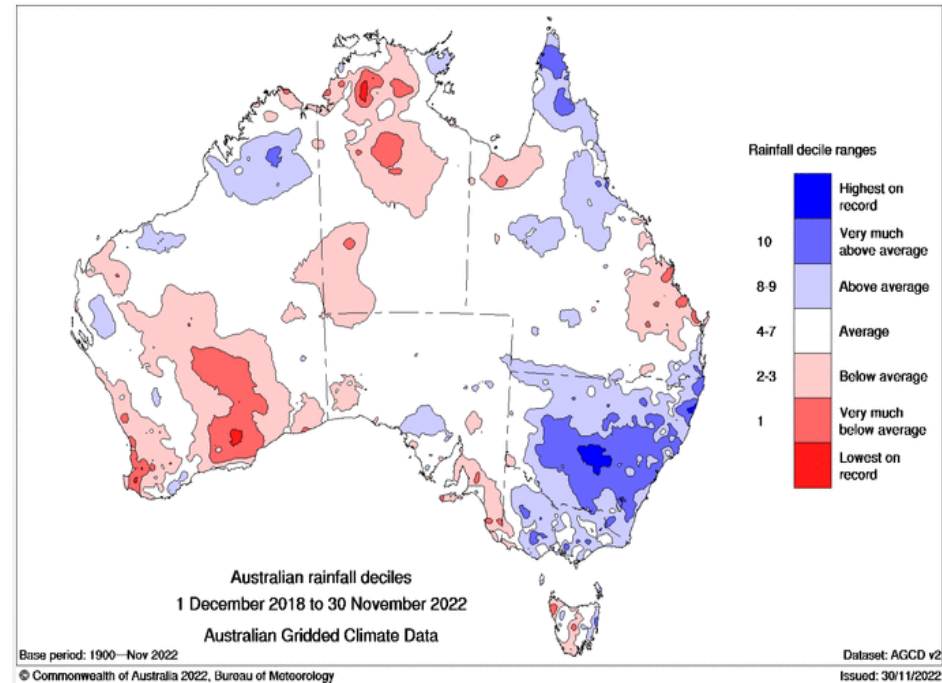 Rainfall decile ranges
Highest on
record
10
Very much
above average
8-9
Above average
4-7
Average
2-3
Below average
1
Very much
below average
Lowest on
record
Australian rainfall deciles
1 December 2018 to 30 November 2022
Australian Gridded Climate Data
Base period: 1900—Nov 2022
Dataset: AGCD v2
© Commonwealth of Australia 2022, Bureau of Meteorology
Issued: 30/11/2022